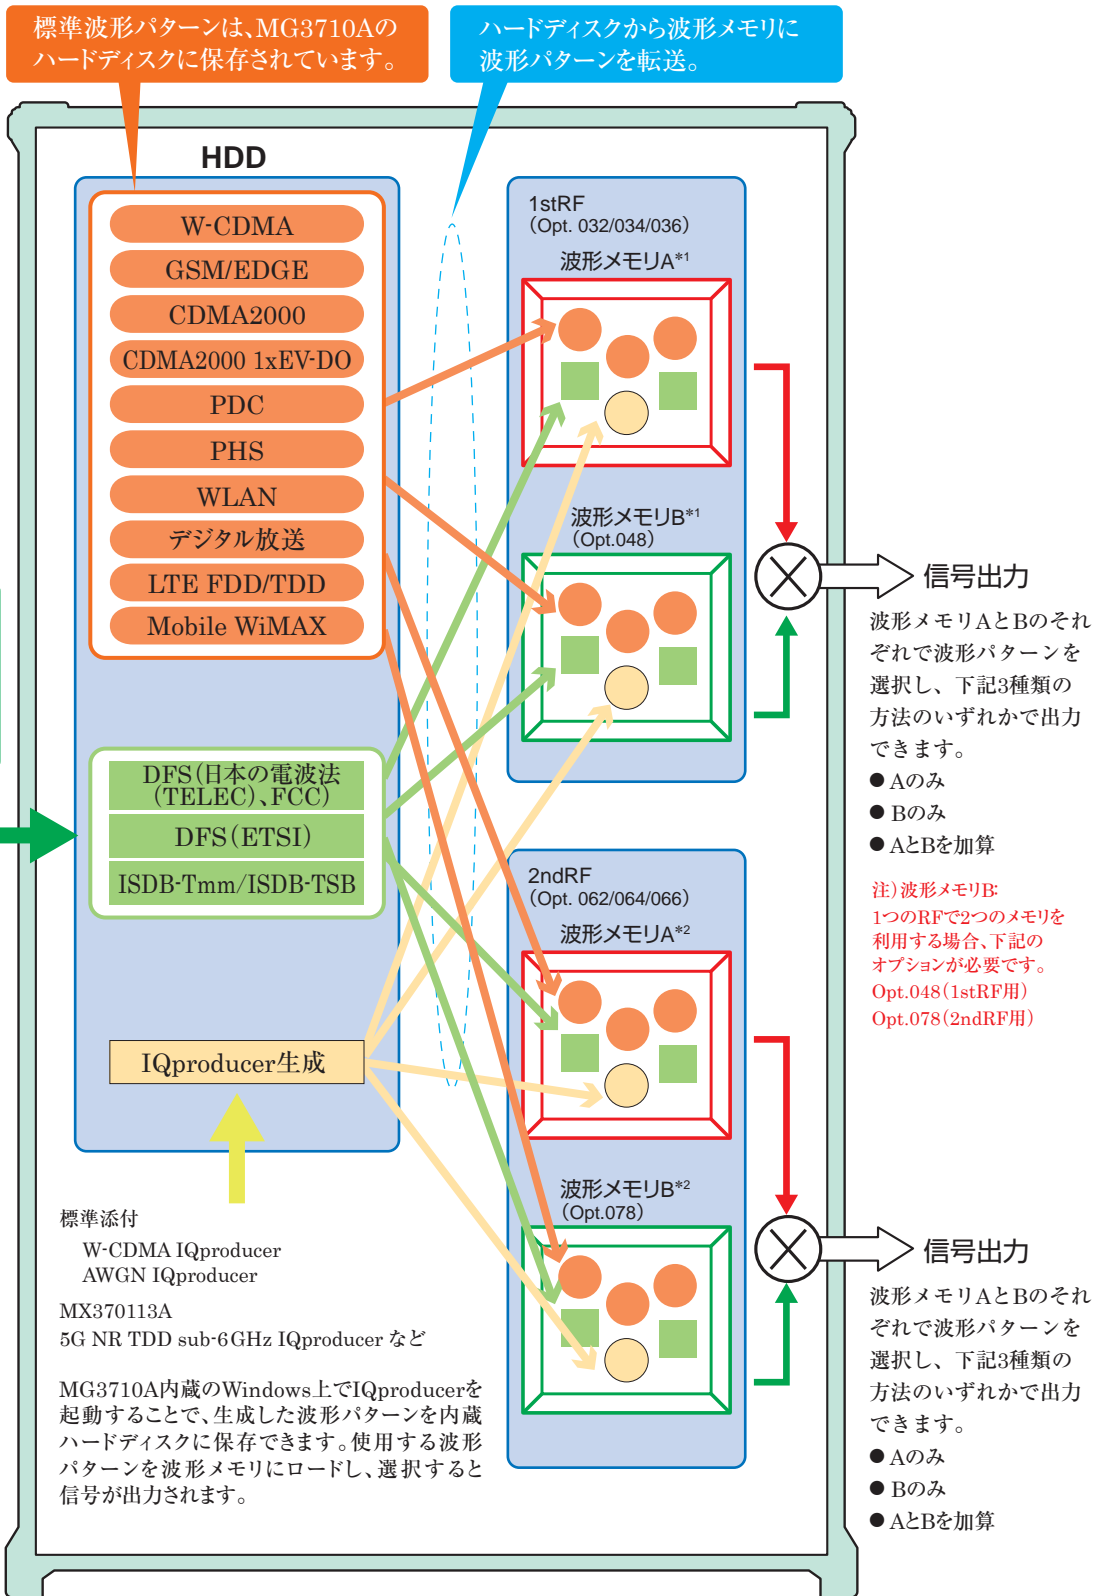 標準波形パターンは、MG3710Aの
ハードディスクに保存されています。
ハードディスクから波形メモリに
波形パターンを転送。
HDD
W-CDMA
GSM/EDGE
CDMA2000
CDMA2000 1xEV-DO
PDC
PHS
WLAN
デジタル放送
LTE FDD/TDD
Mobile WiMAX
DFS(日本の電波法
(TELEC)、FCC)
DFS(ETSI)
ISDB-Tmm/ISDB-TSB
IQproducer生成
標準添付
W-CDMA IQproducer
AWGN IQproducer
MX370113A
5G NR TDD sub-6GHz IQproducer など
MG3710A内蔵のWindows上でIQproducerを
起動することで、生成した波形パターンを内蔵
ハードディスクに保存できます。使用する波形
パターンを波形メモリにロードし、選択すると
信号が出力されます。
1stRF
(Opt. 032/034/036)
波形メモリA*1
波形メモリB*1
(Opt.048)
信号出力
波形メモリAとBのそれ
ぞれで波形パターンを
選択し、下記3種類の
方法のいずれかで出力
できます。
● Aのみ
● Bのみ
● AとBを加算
注)波形メモリB:
1つのRFで2つのメモリを
利用する場合、下記の
オプションが必要です。
Opt.048(1stRF用)
Opt.078(2ndRF用)
2ndRF
(Opt. 062/064/066)
波形メモリA*2
波形メモリB*2
(Opt.078)
信号出力
波形メモリAとBのそれ
ぞれで波形パターンを
選択し、下記3種類の
方法のいずれかで出力
できます。
● Aのみ
● Bのみ
● AとBを加算